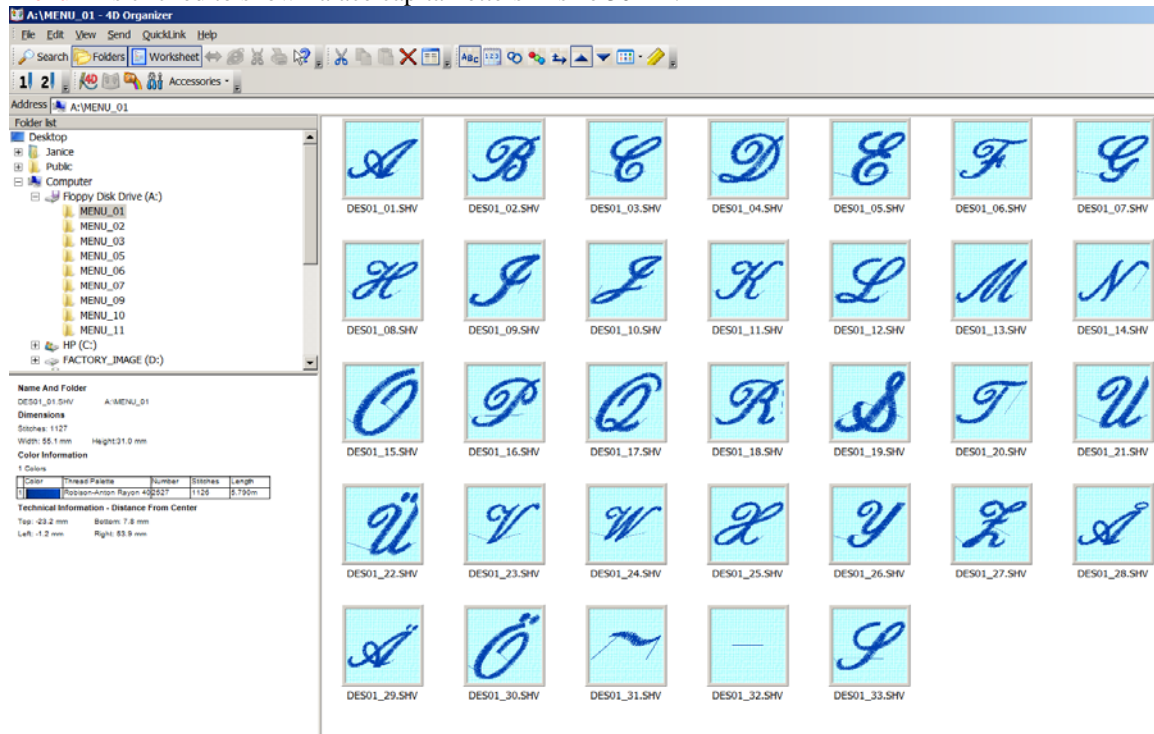 A:\MENU_01 - 4D Organizer
File Edit View Send QuickLink Help
Search Folders Worksheet ABC 123
1 2 4D Accessories
Address A:\MENU_01
Folder list
Desktop
Janice
Public
Computer
Floppy Disk Drive (A:)
MENU_01
MENU_02
MENU_03
MENU_05
MENU_06
MENU_07
MENU_09
MENU_10
MENU_11
HP (C:)
FACTORY_IMAGE (D:)
Name And Folder
DES01_01.SHV A:\MENU_01
Dimensions
Stitches: 1127
Width: 55.1 mm Height:31.0 mm
Color Information
1 Colors
Color Thread Palette Number Stitches Length
1 Robison-Anton Rayon 40 2527 1126 5.790m
Technical Information - Distance From Center
Top: -23.2 mm Bottom: 7.8 mm
Left: -1.2 mm Right: 53.9 mm
A B C D E F G
DES01_01.SHV DES01_02.SHV DES01_03.SHV DES01_04.SHV DES01_05.SHV DES01_06.SHV DES01_07.SHV
H I J K L M N
DES01_08.SHV DES01_09.SHV DES01_10.SHV DES01_11.SHV DES01_12.SHV DES01_13.SHV DES01_14.SHV
O P Q R S T U
DES01_15.SHV DES01_16.SHV DES01_17.SHV DES01_18.SHV DES01_19.SHV DES01_20.SHV DES01_21.SHV
Ü V W X Y Z Å
DES01_22.SHV DES01_23.SHV DES01_24.SHV DES01_25.SHV DES01_26.SHV DES01_27.SHV DES01_28.SHV
Ä Ö ~ _ S
DES01_29.SHV DES01_30.SHV DES01_31.SHV DES01_32.SHV DES01_33.SHV